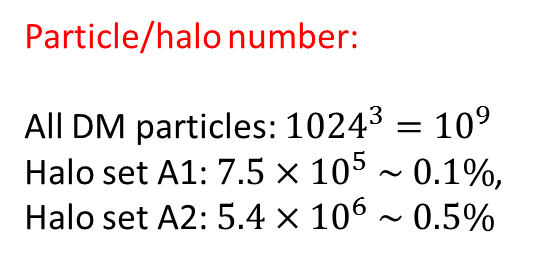 Particle/halo number:
All DM particles: 1024³ = 10⁹
Halo set A1: 7.5 × 10⁵ ~ 0.1%,
Halo set A2: 5.4 × 10⁶ ~ 0.5%